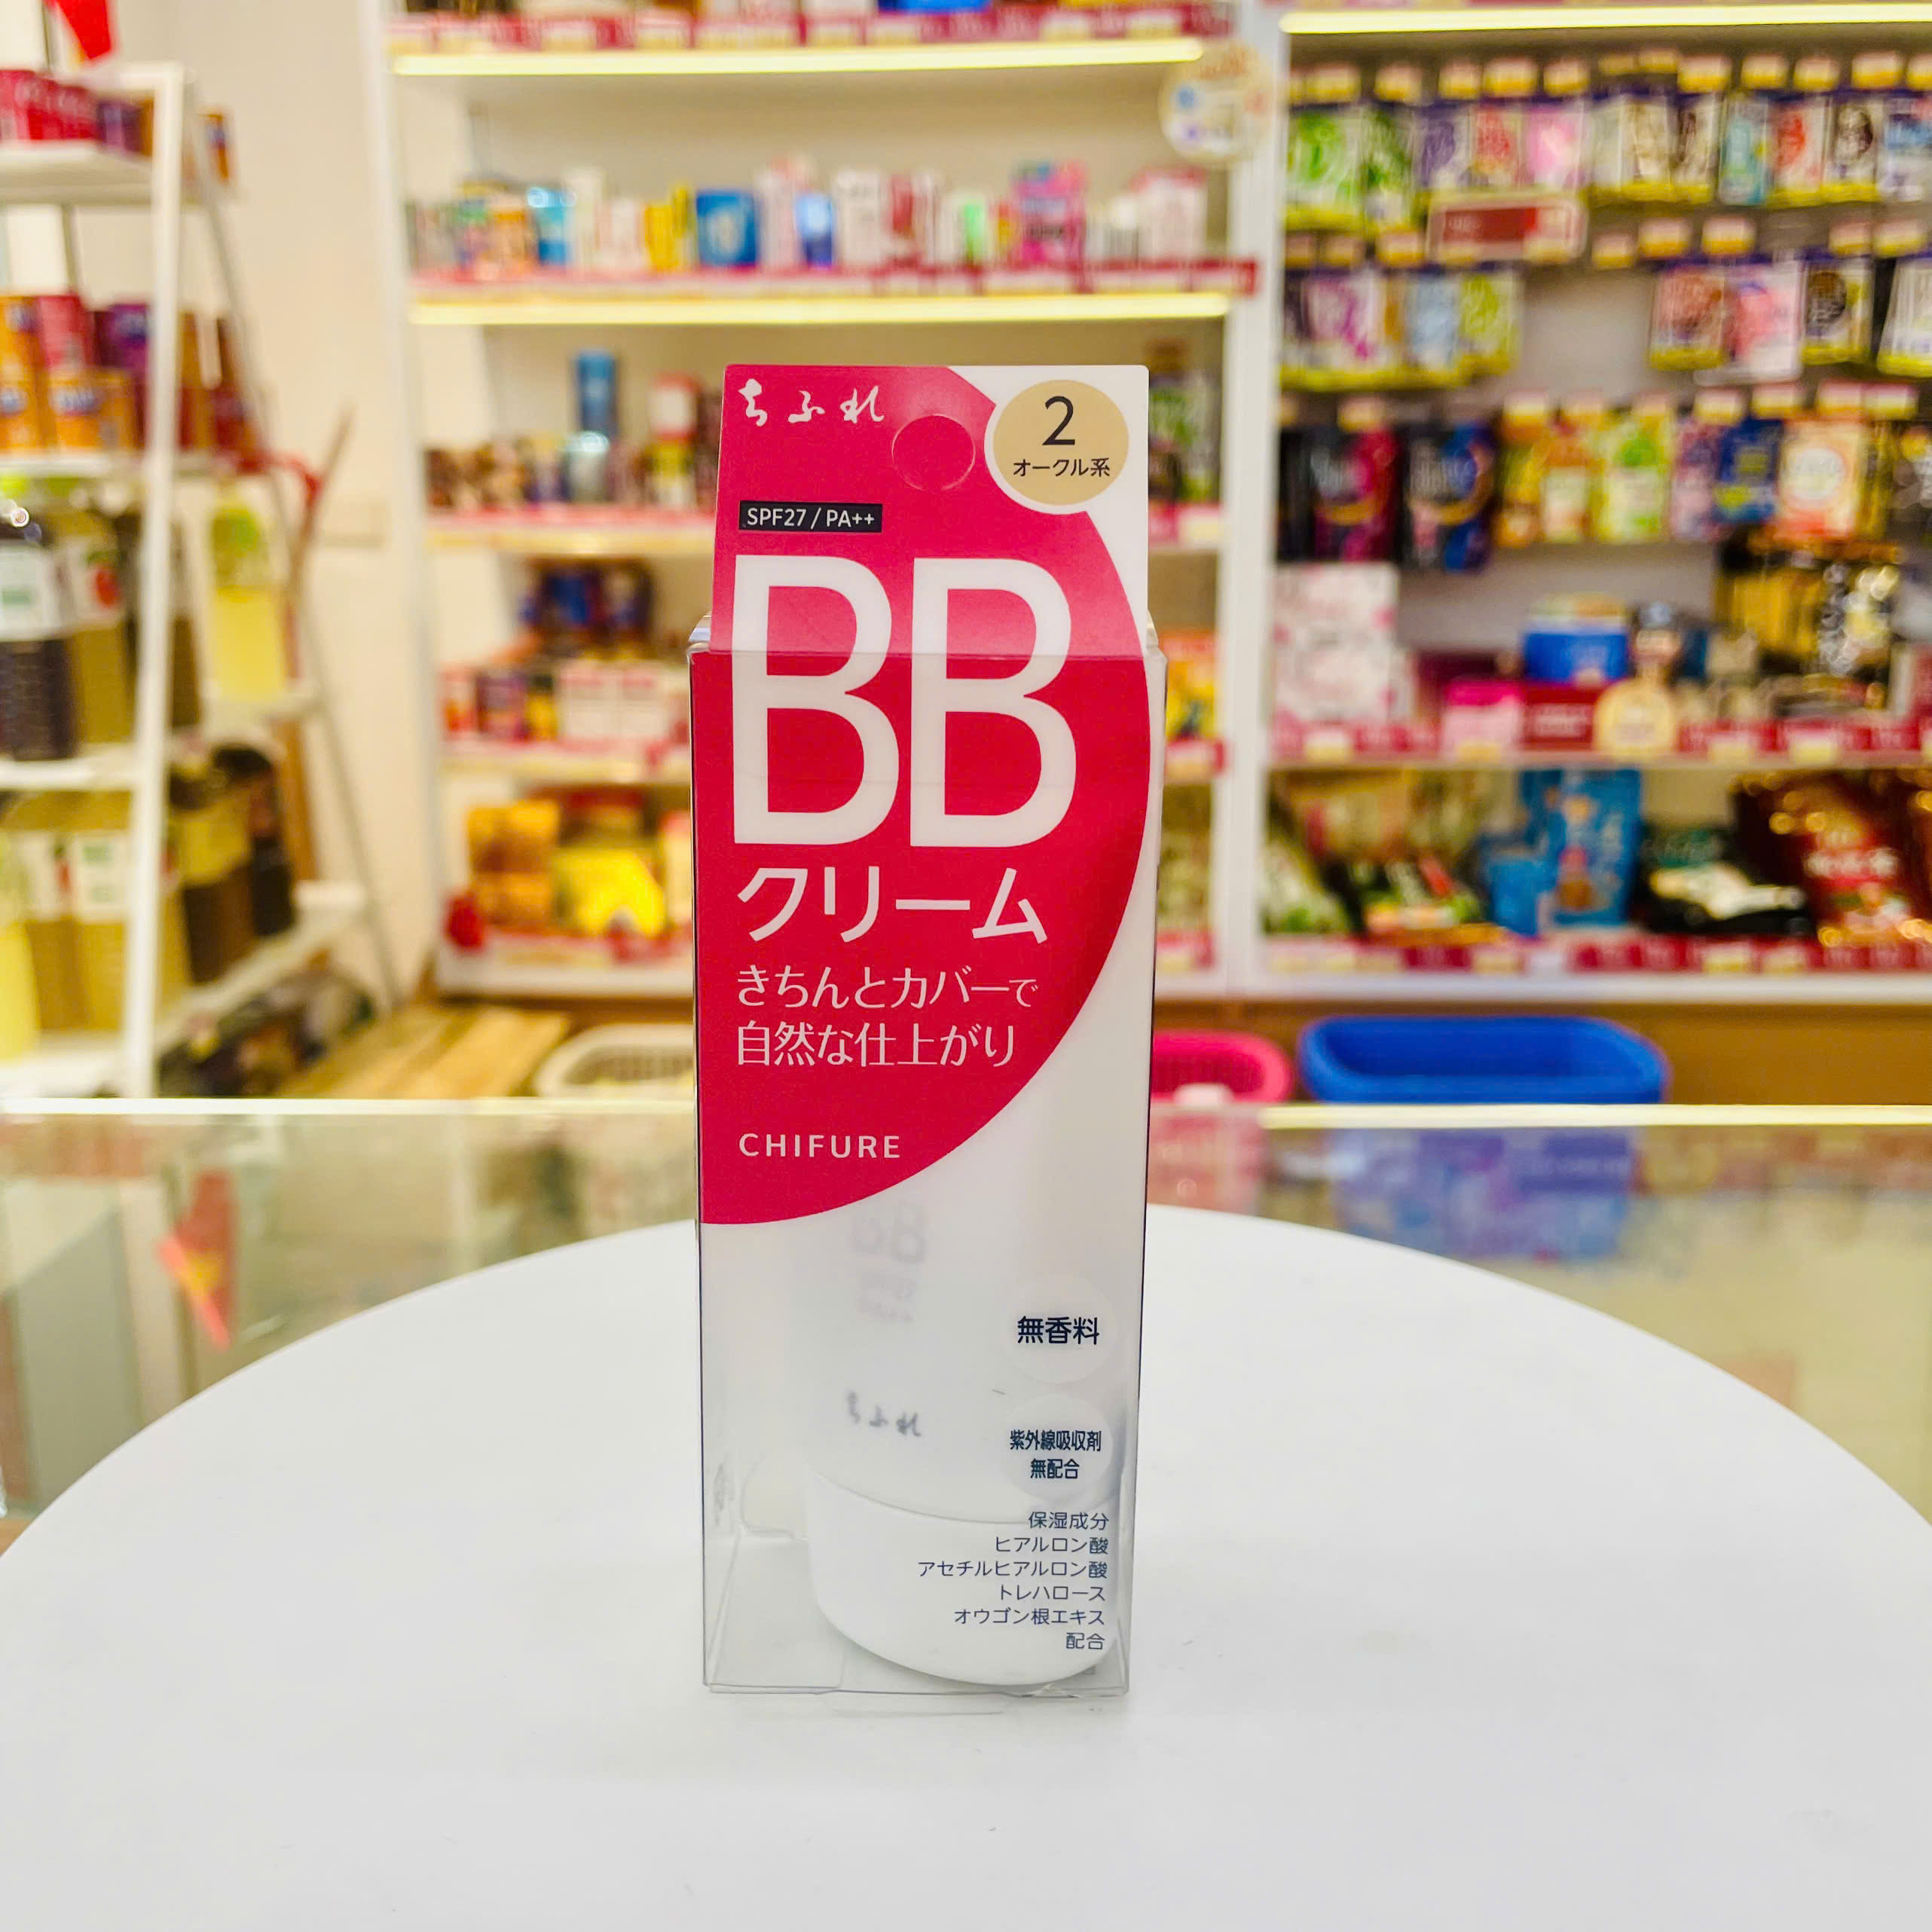 ちふれ
2
オークル系
SPF27 / PA++
BB
クリーム
きちんとカバーで
自然な仕上がり
CHIFURE
無香料
ちふれ
紫外線吸収剤
無配合
保湿成分
ヒアルロン酸
アセチルヒアルロン酸
トレハロース
オウゴン根エキス
配合